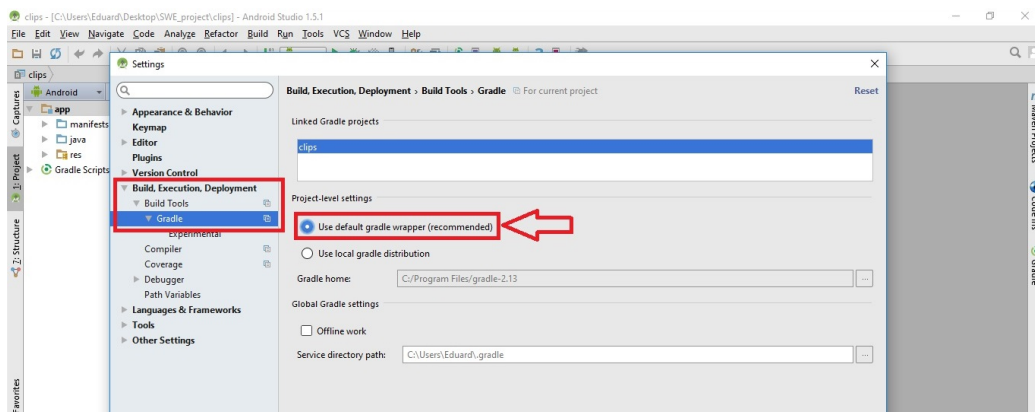 clips - [C:\Users\Eduard\Desktop\SWE_project\clips] - Android Studio 1.5.1
File Edit View Navigate Code Analyze Refactor Build Run Tools VCS Window Help
clips
Android
app
manifests
java
res
Gradle Scripts
Captures
1: Project
7: Structure
Favorites
Settings
Appearance & Behavior
Keymap
Editor
Plugins
Version Control
Build, Execution, Deployment
Build Tools
Gradle
Experimental
Compiler
Coverage
Debugger
Path Variables
Languages & Frameworks
Tools
Other Settings
Build, Execution, Deployment › Build Tools › Gradle For current project Reset
Linked Gradle projects
clips
Project-level settings
Use default gradle wrapper (recommended)
Use local gradle distribution
Gradle home: C:/Program Files/gradle-2.13 ...
Global Gradle settings
Offline work
Service directory path: C:\Users\Eduard\.gradle ...
Maven Projects
Gradle